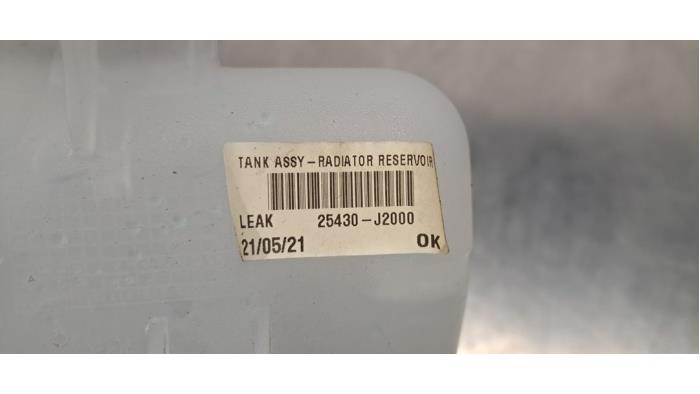 TANK ASSY-RADIATOR RESERVOIR
LEAK 25430-J2000
21/05/21 OK